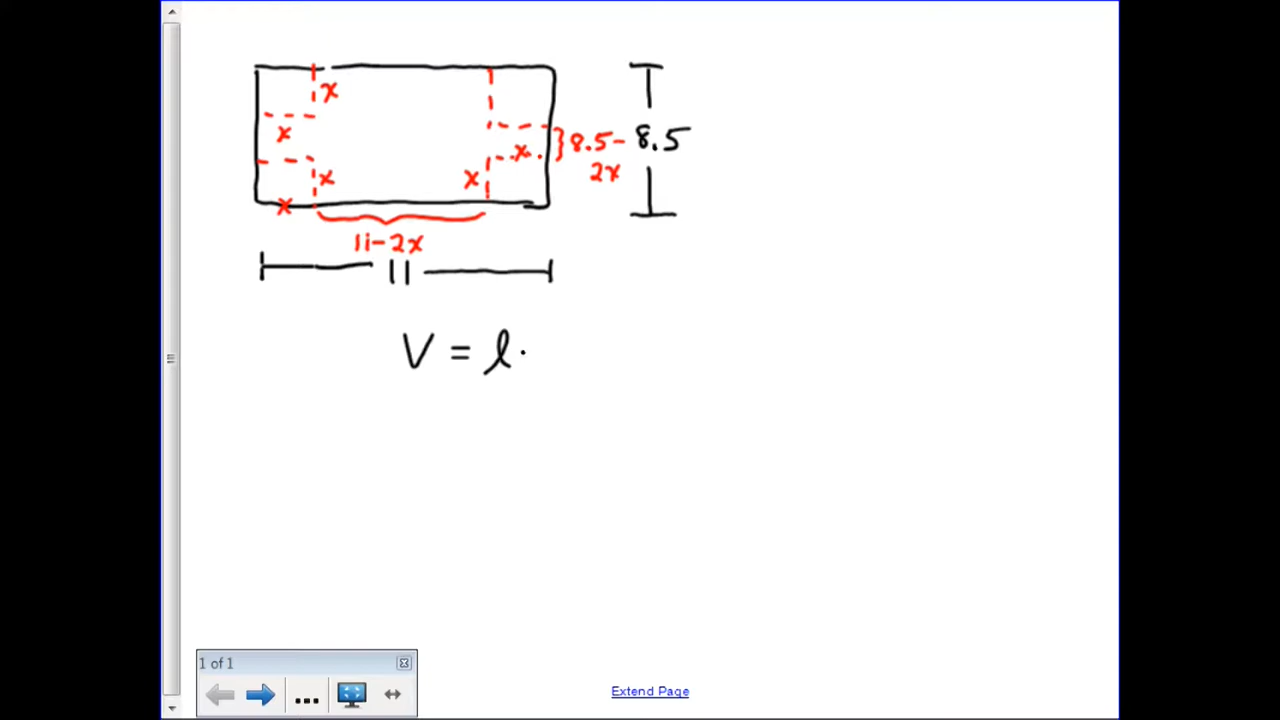 x
x
x
x
x
x
x
}8.5-
2x
8.5
11-2x
11
V = l·
1 of 1
...
Extend Page